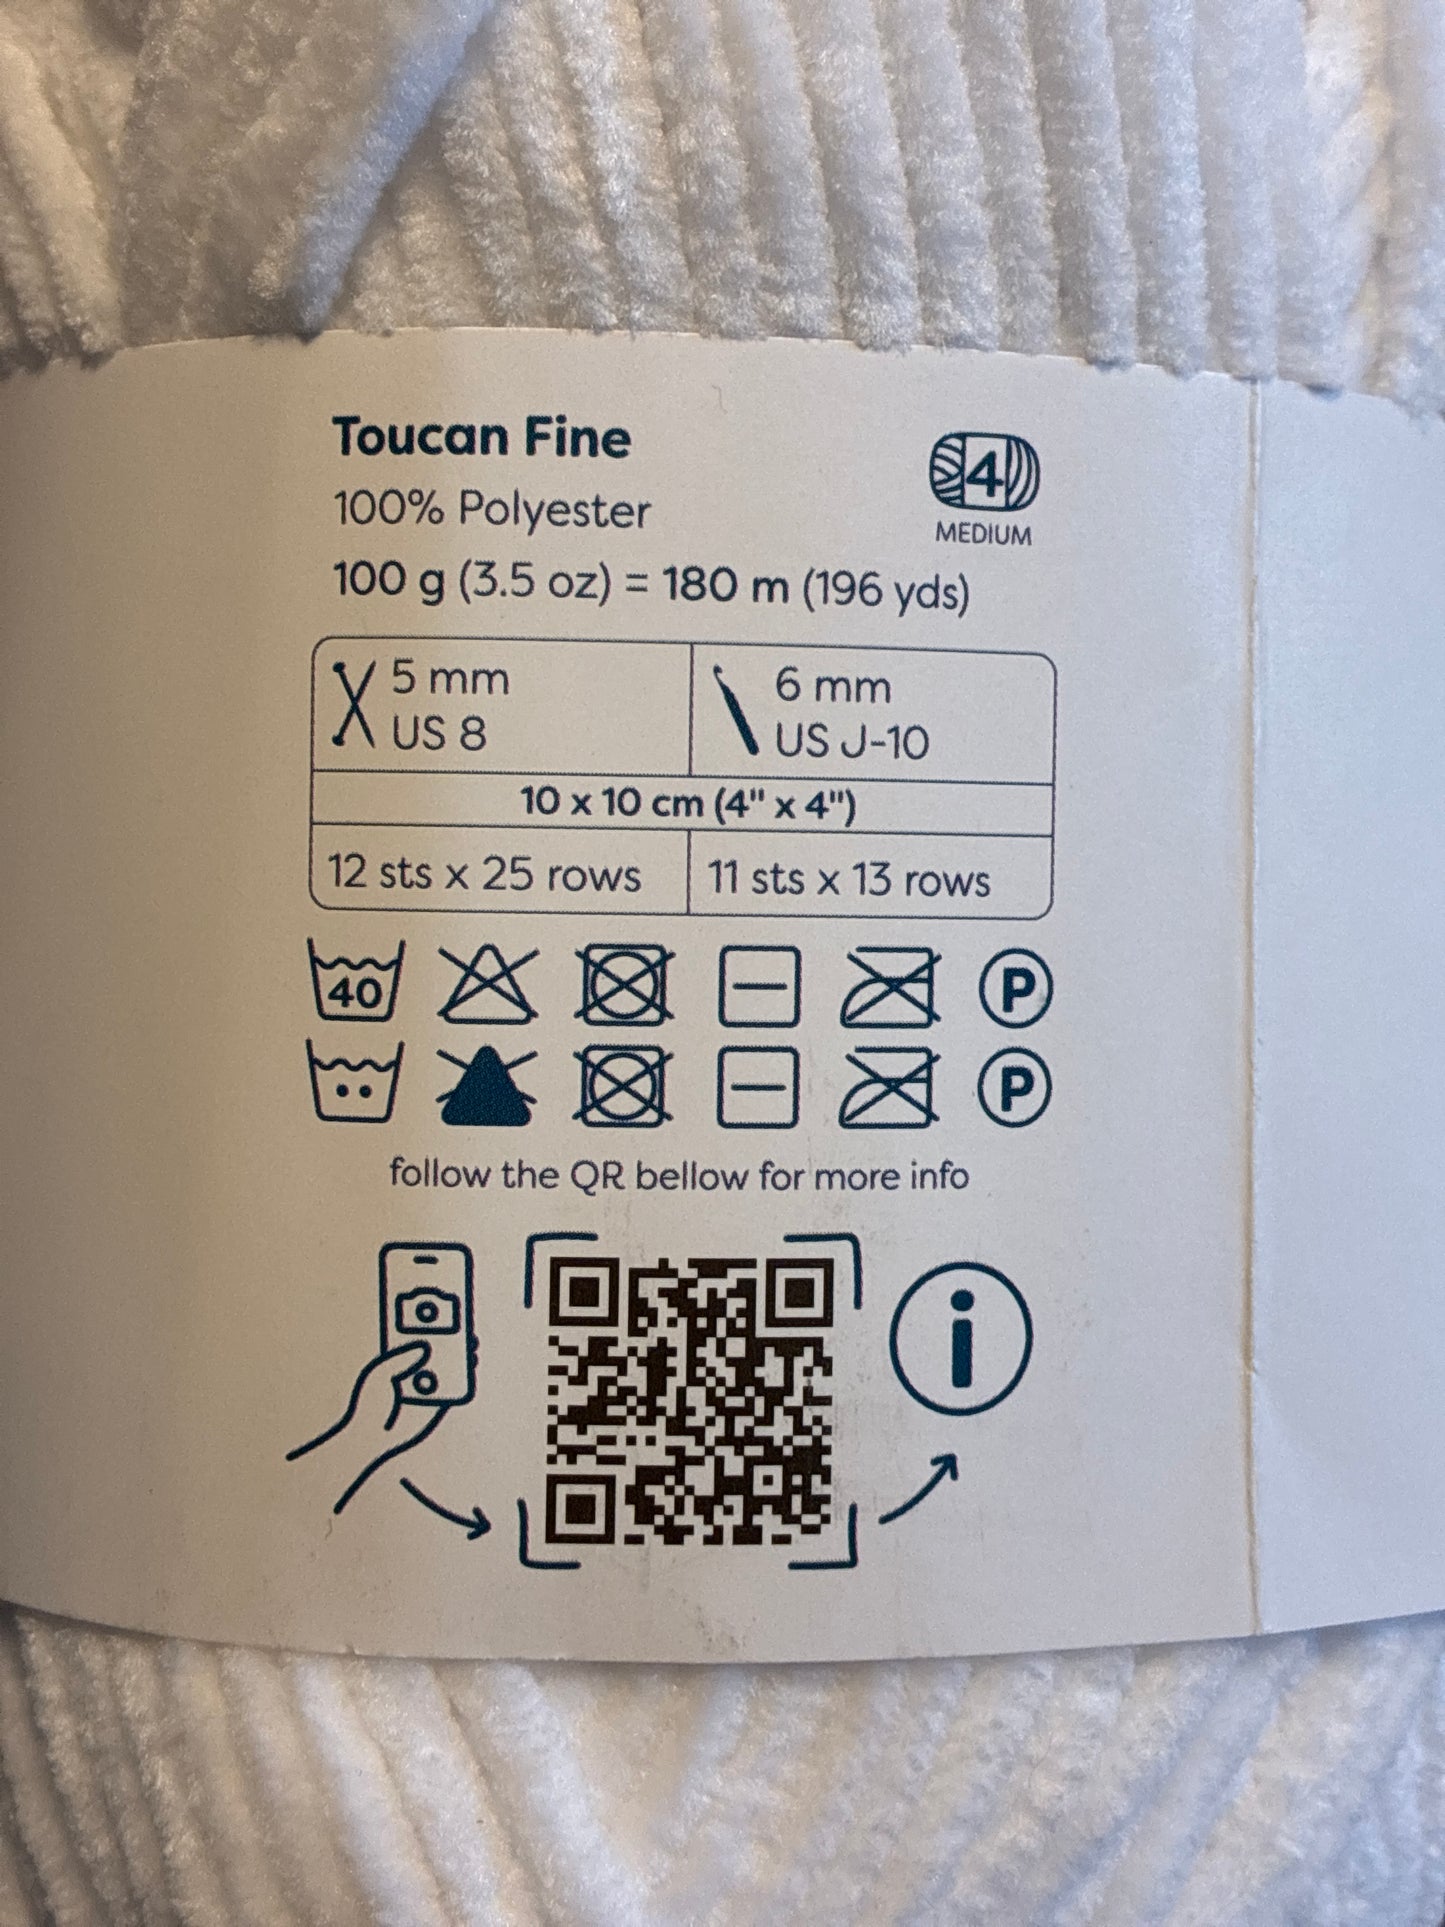 Toucan Fine
100% Polyester
4
MEDIUM
100 g (3.5 oz) = 180 m (196 yds)
5 mm
US 8
6 mm
US J-10
10 x 10 cm (4" x 4")
12 sts x 25 rows
11 sts x 13 rows
40
P
P
follow the QR bellow for more info
i